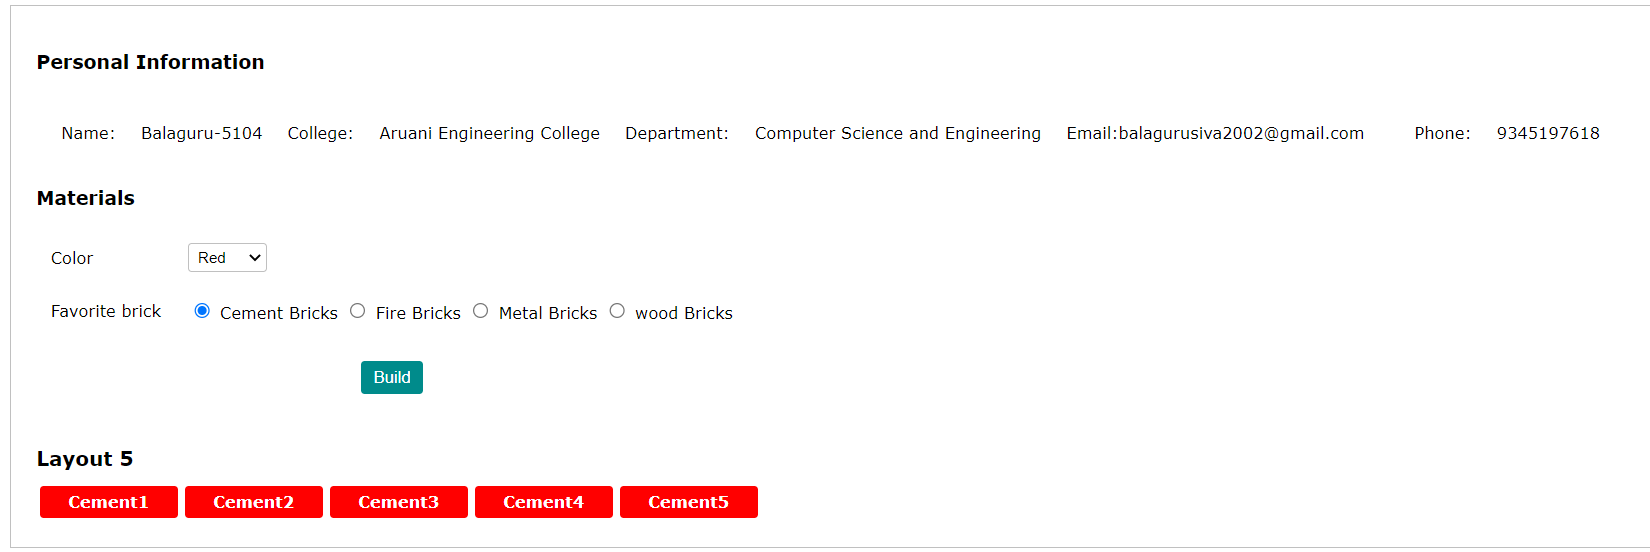 Personal Information
Name: Balaguru-5104 College: Aruani Engineering College Department: Computer Science and Engineering Email:balagurusiva2002@gmail.com Phone: 9345197618
Materials
Color Red
Favorite brick Cement Bricks Fire Bricks Metal Bricks wood Bricks
Build
Layout 5
Cement1 Cement2 Cement3 Cement4 Cement5